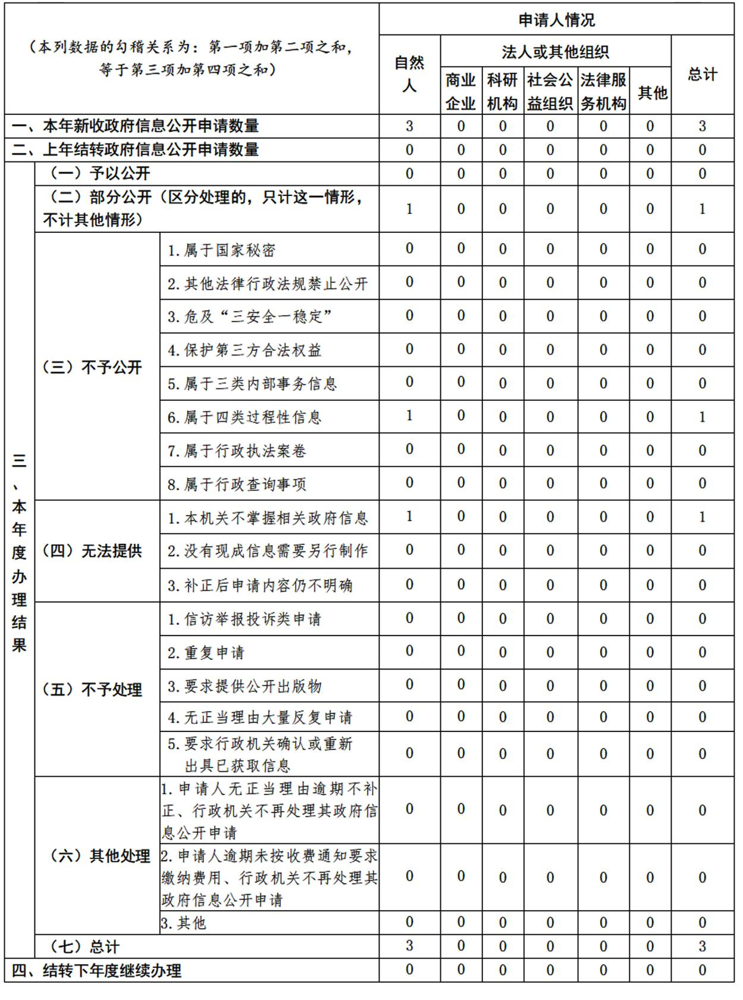 （本列数据的勾稽关系为：第一项加第二项之和，
等于第三项加第四项之和）
申请人情况
自然
人
法人或其他组织
总计
商业
企业
科研
机构
社会公
益组织
法律服
务机构
其他
一、本年新收政府信息公开申请数量 3 0 0 0 0 0 3
二、上年结转政府信息公开申请数量 0 0 0 0 0 0 0
三、本年度办理结果
（一）予以公开 0 0 0 0 0 0 0
（二）部分公开（区分处理的，只计这一情形，
不计其他情形） 1 0 0 0 0 0 1
（三）不予公开
1.属于国家秘密 0 0 0 0 0 0 0
2.其他法律行政法规禁止公开 0 0 0 0 0 0 0
3.危及“三安全一稳定” 0 0 0 0 0 0 0
4.保护第三方合法权益 0 0 0 0 0 0 0
5.属于三类内部事务信息 0 0 0 0 0 0 0
6.属于四类过程性信息 1 0 0 0 0 0 1
7.属于行政执法案卷 0 0 0 0 0 0 0
8.属于行政查询事项 0 0 0 0 0 0 0
（四）无法提供
1.本机关不掌握相关政府信息 1 0 0 0 0 0 1
2.没有现成信息需要另行制作 0 0 0 0 0 0 0
3.补正后申请内容仍不明确 0 0 0 0 0 0 0
（五）不予处理
1.信访举报投诉类申请 0 0 0 0 0 0 0
2.重复申请 0 0 0 0 0 0 0
3.要求提供公开出版物 0 0 0 0 0 0 0
4.无正当理由大量反复申请 0 0 0 0 0 0 0
5.要求行政机关确认或重新
出具已获取信息 0 0 0 0 0 0 0
（六）其他处理
1.申请人无正当理由逾期不补
正、行政机关不再处理其政府信
息公开申请 0 0 0 0 0 0 0
2.申请人逾期未按收费通知要求
缴纳费用、行政机关不再处理其
政府信息公开申请 0 0 0 0 0 0 0
3.其他 0 0 0 0 0 0 0
（七）总计 3 0 0 0 0 0 3
四、结转下年度继续办理 0 0 0 0 0 0 0